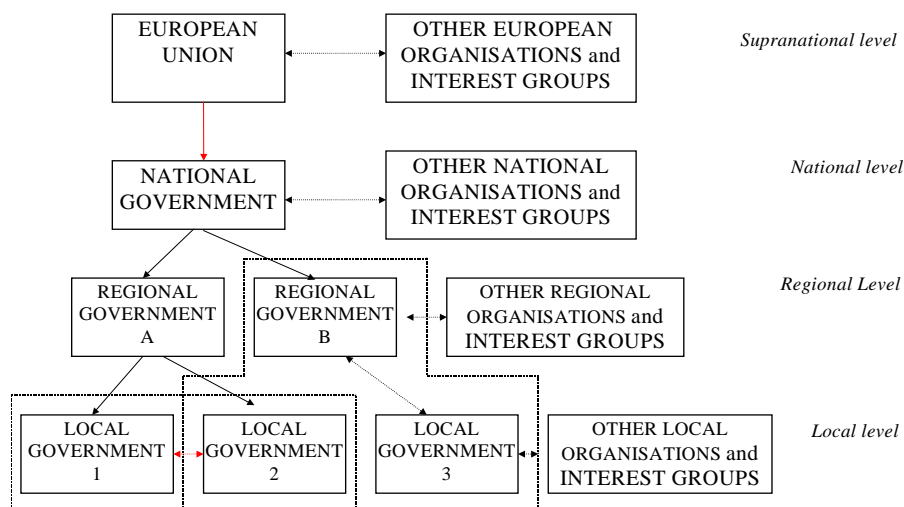 EUROPEAN
UNION
OTHER EUROPEAN
ORGANISATIONS and
INTEREST GROUPS
Supranational level
NATIONAL
GOVERNMENT
OTHER NATIONAL
ORGANISATIONS and
INTEREST GROUPS
National level
REGIONAL
GOVERNMENT
A
REGIONAL
GOVERNMENT
B
OTHER REGIONAL
ORGANISATIONS and
INTEREST GROUPS
Regional Level
LOCAL
GOVERNMENT
1
LOCAL
GOVERNMENT
2
LOCAL
GOVERNMENT
3
OTHER LOCAL
ORGANISATIONS and
INTEREST GROUPS
Local level